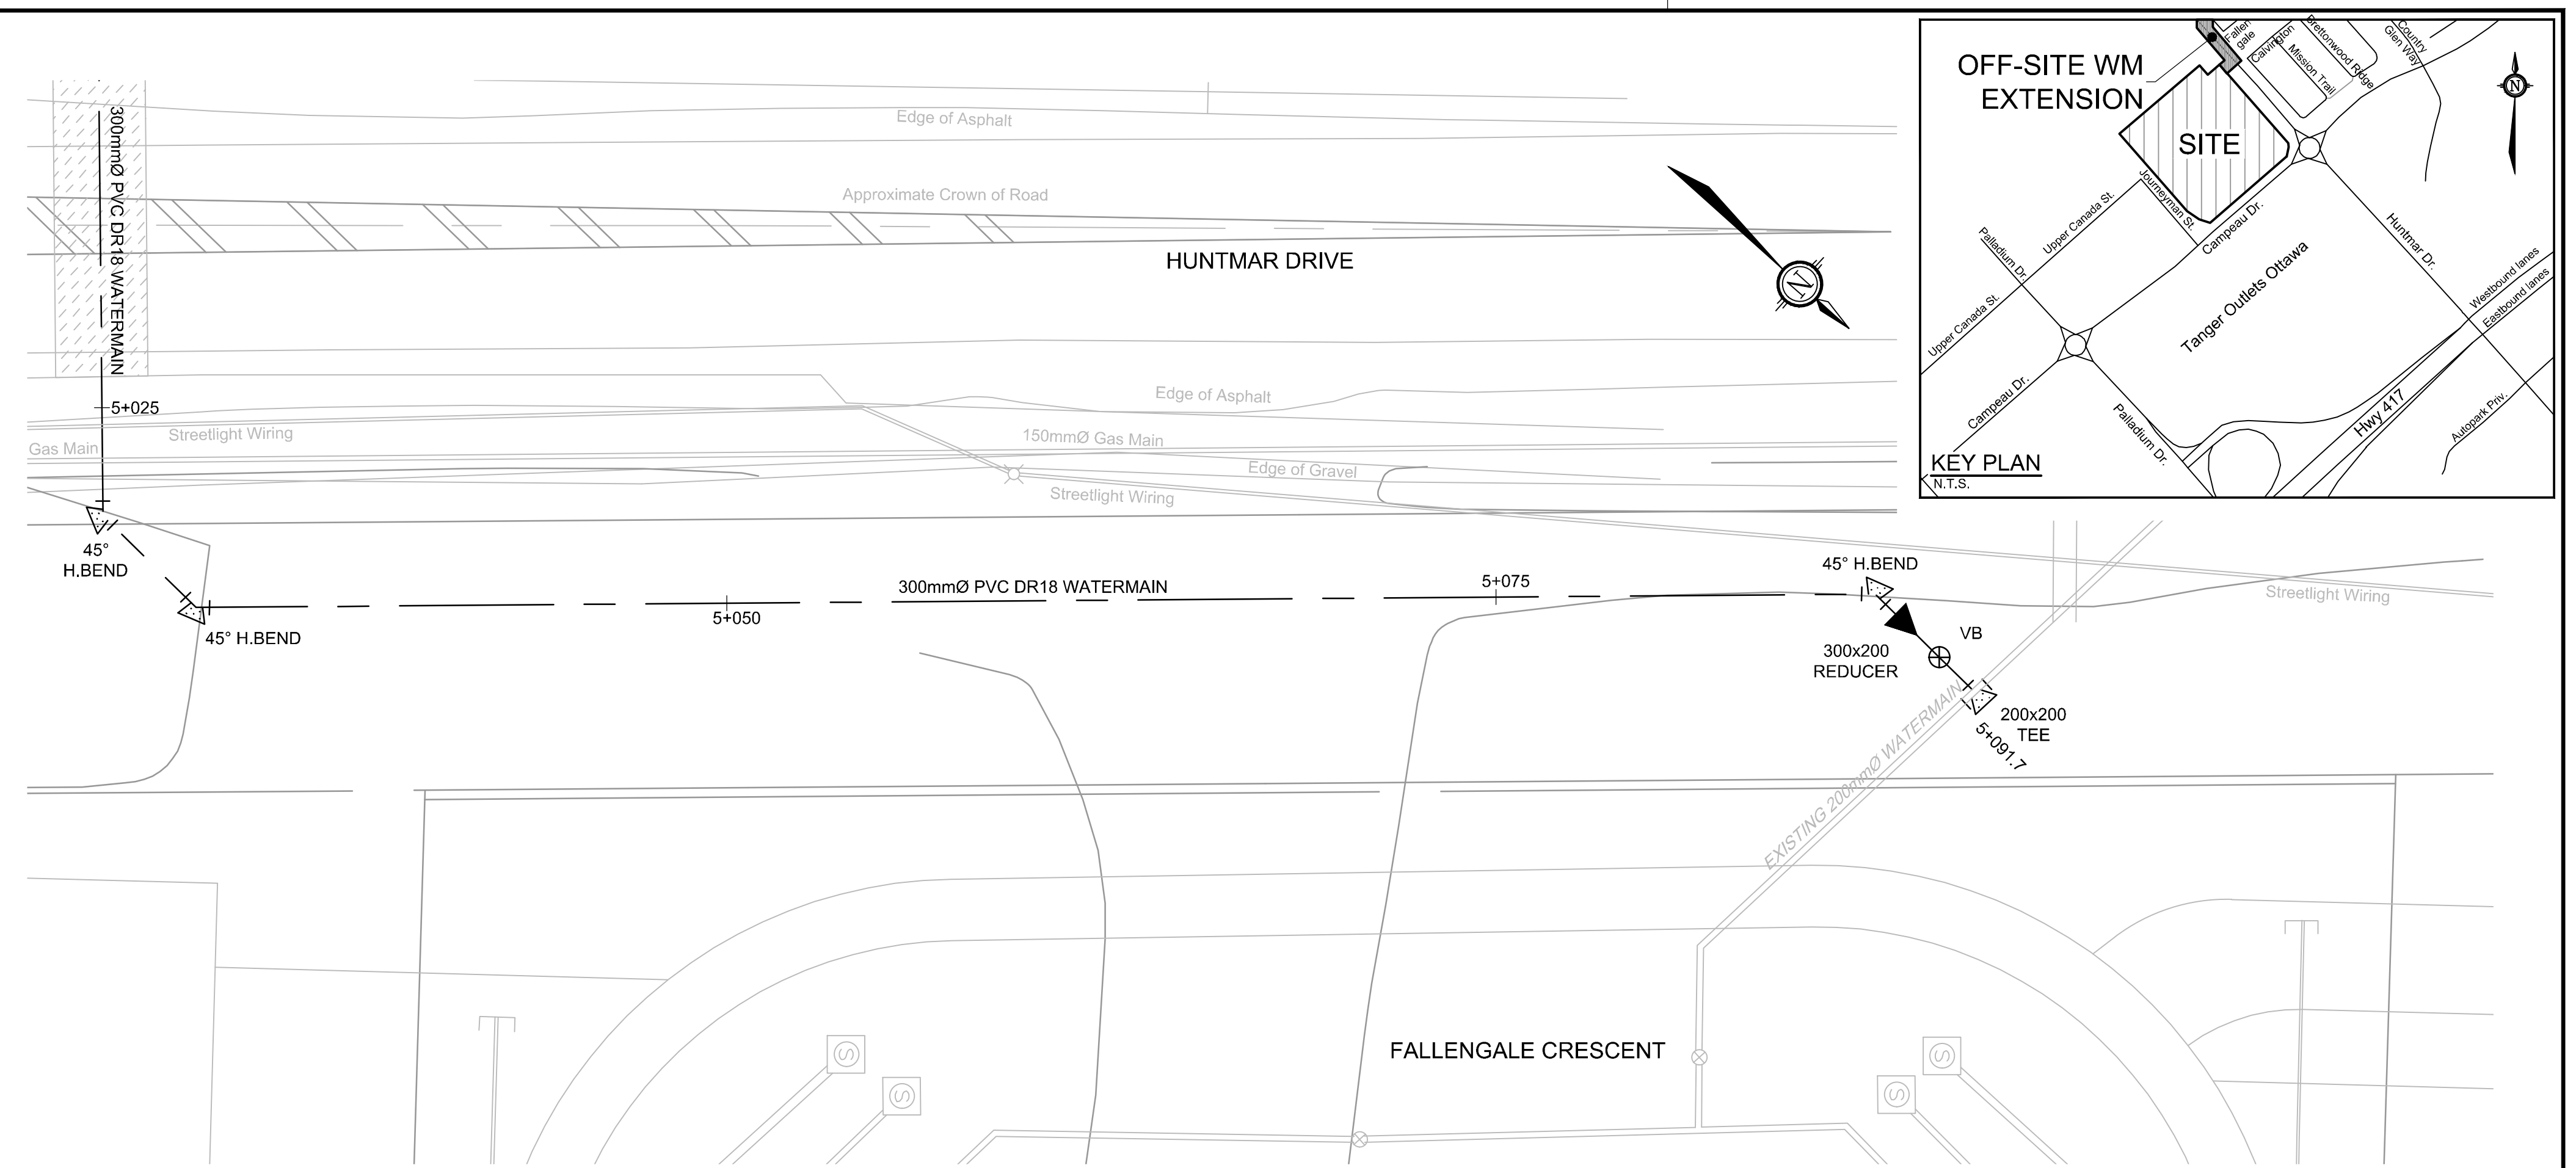 300mmØ PVC DR18 WATERMAIN
Edge of Asphalt
Approximate Crown of Road
HUNTMAR DRIVE
N
5+025
Edge of Asphalt
Streetlight Wiring
150mmØ Gas Main
Gas Main
Edge of Gravel
Streetlight Wiring
45°
H.BEND
45° H.BEND
300mmØ PVC DR18 WATERMAIN
5+050
5+075
45° H.BEND
VB
300x200
REDUCER
200x200
TEE
5+091.7
Streetlight Wiring
EXISTING 200mmØ WATERMAIN
FALLENGALE CRESCENT
S
S
S
S
OFF-SITE WM
EXTENSION
SITE
Fallen
gale
Calvington
Mission Trail
Brettonwood Ridge
Country
Glen Way
N
Journeyman St.
Upper Canada St.
Campeau Dr.
Palladium Dr.
Huntmar Dr.
Tanger Outlets Ottawa
Westbound lanes
Eastbound lanes
Upper Canada St.
Campeau Dr.
Palladium Dr.
Hwy 417
Autopark Priv.
KEY PLAN
N.T.S.